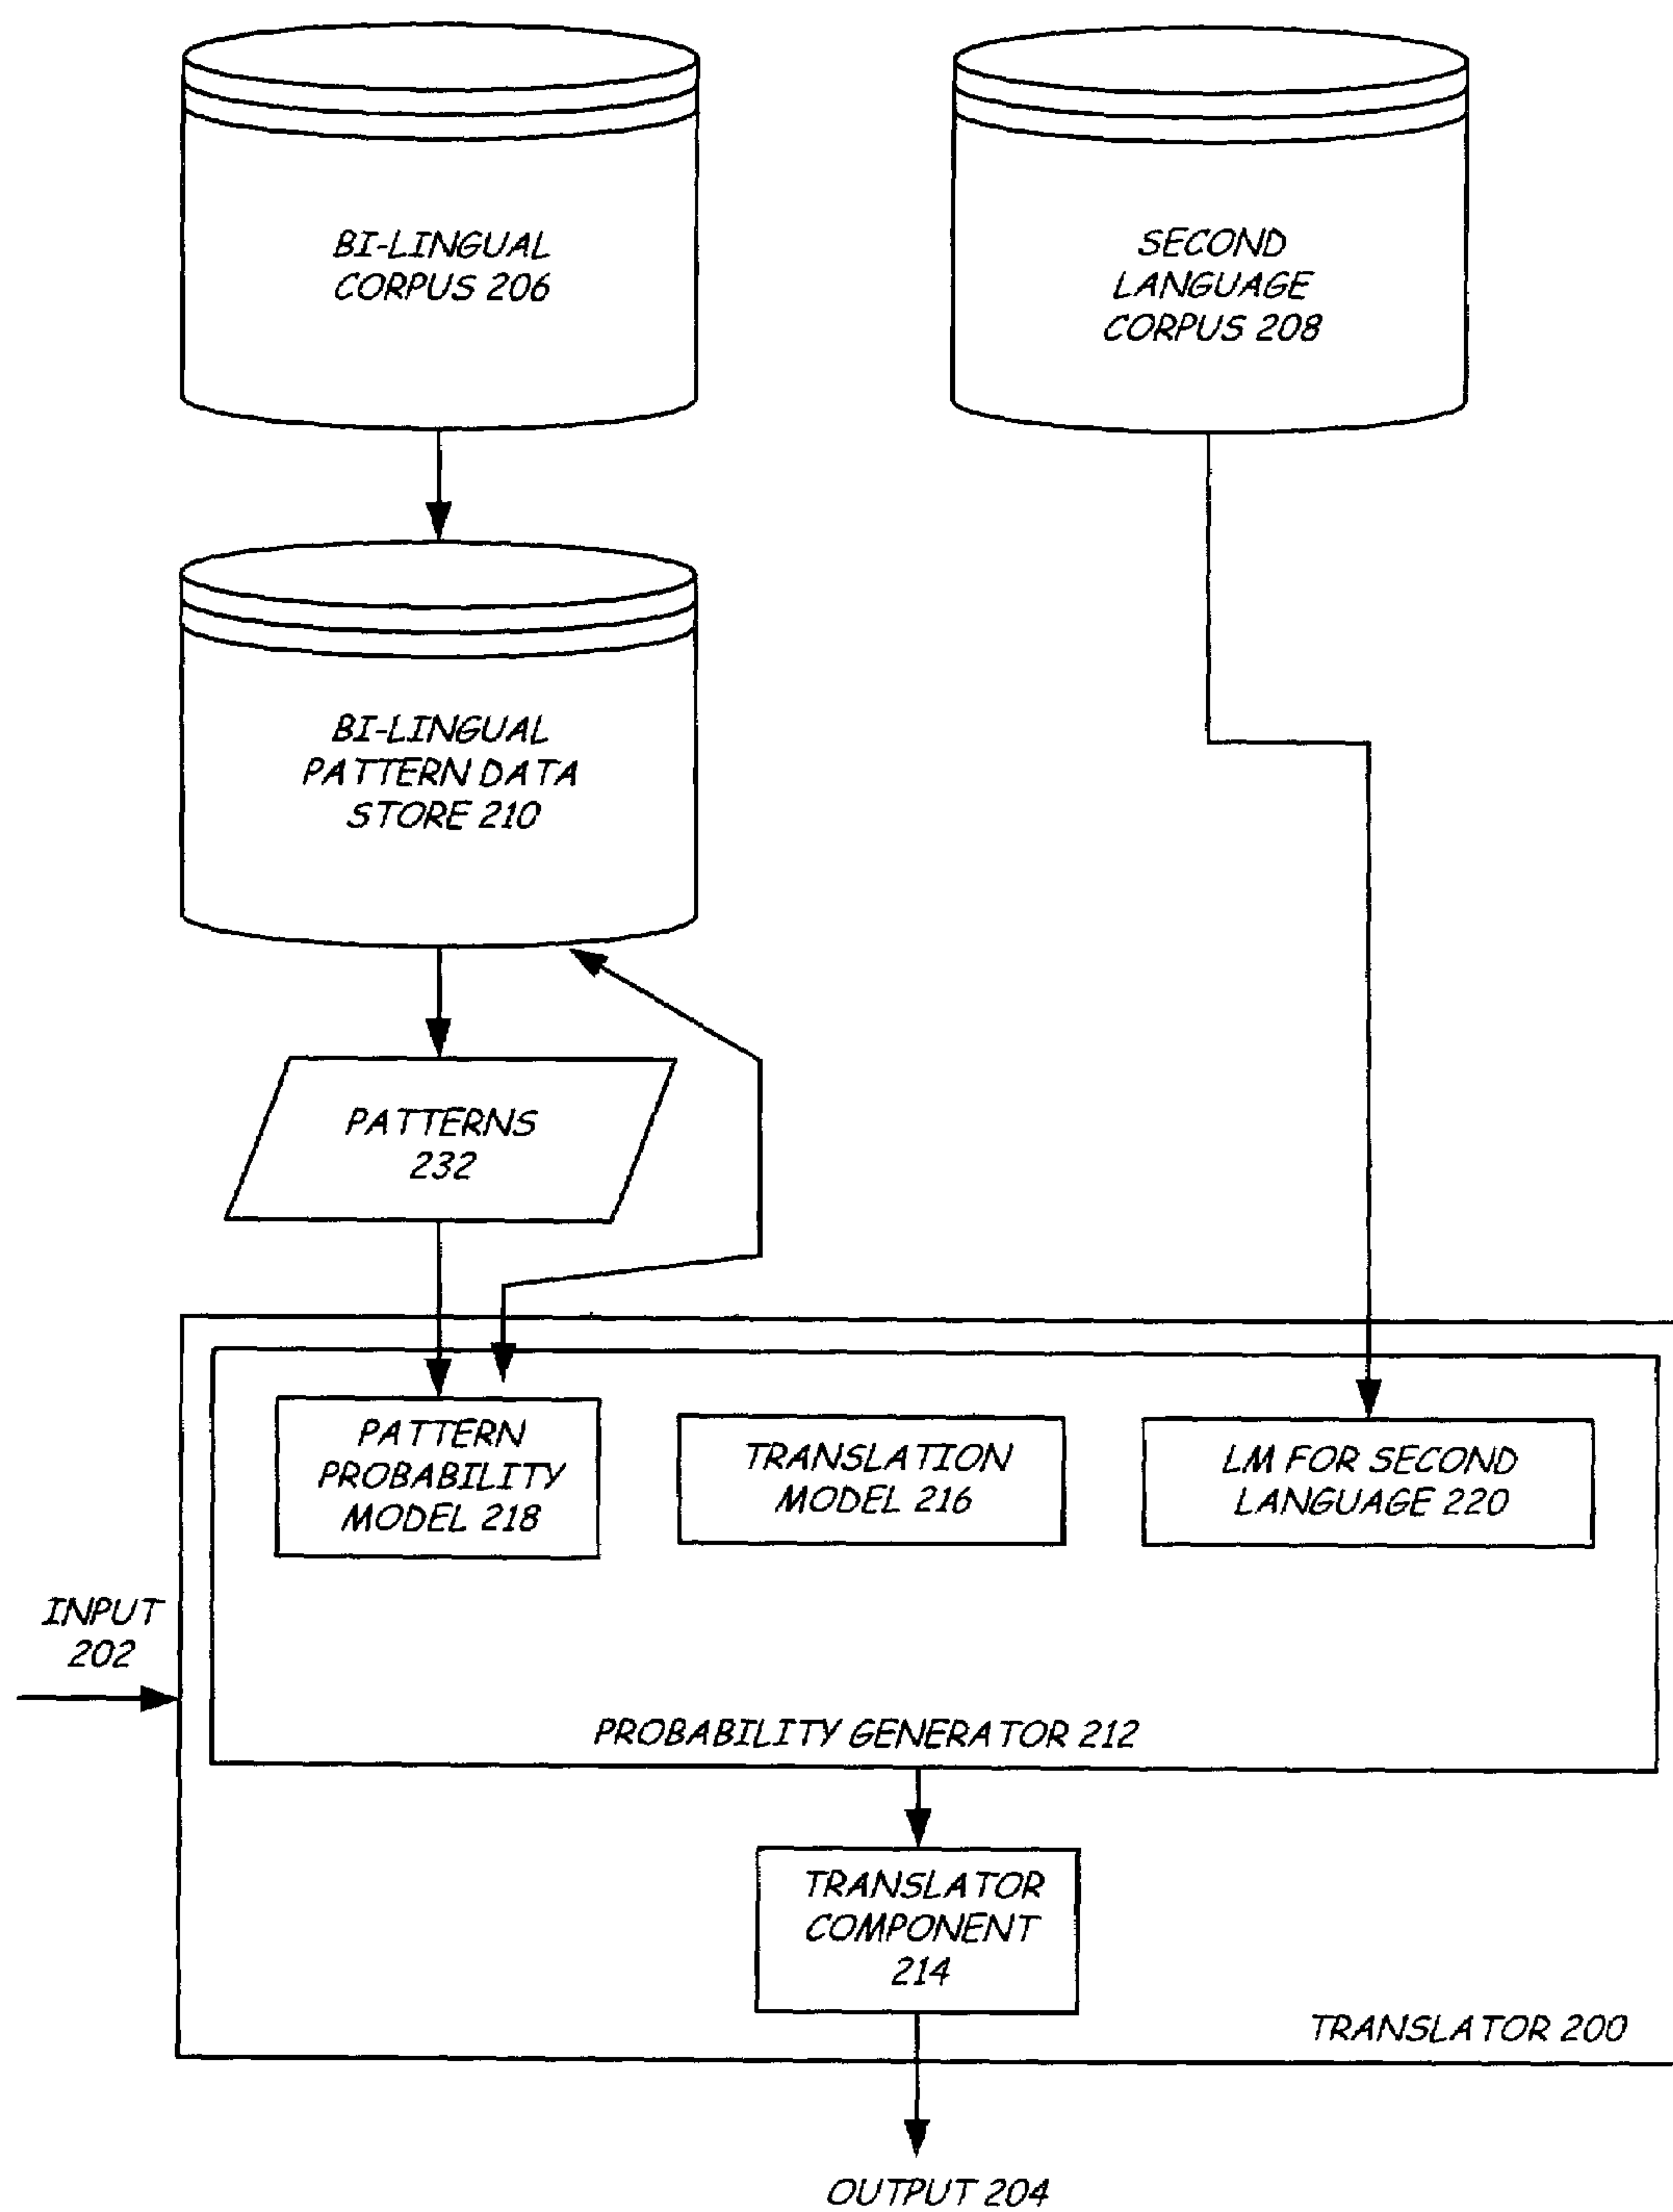 BI-LINGUAL
CORPUS 206
SECOND
LANGUAGE
CORPUS 208
BI-LINGUAL
PATTERN DATA
STORE 210
PATTERNS
232
PATTERN
PROBABILITY
MODEL 218
TRANSLATION
MODEL 216
LM FOR SECOND
LANGUAGE 220
INPUT
202
PROBABILITY GENERATOR 212
TRANSLATOR
COMPONENT
214
TRANSLATOR 200
OUTPUT 204